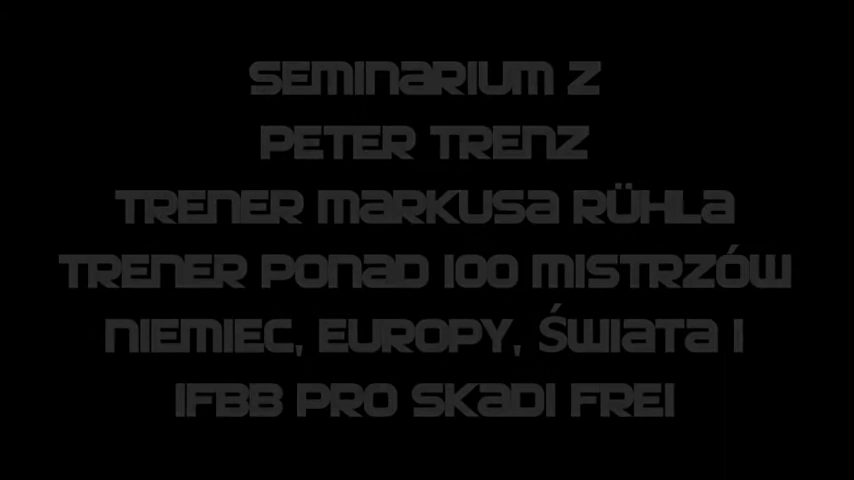 SEMINARIUM Z
PETER TRENZ
TRENER MARKUSA RÜHLA
TRENER PONAD 100 MISTRZÓW
NIEMIEC, EUROPY, ŚWIATA I
IFBB PRO SKADI FREI